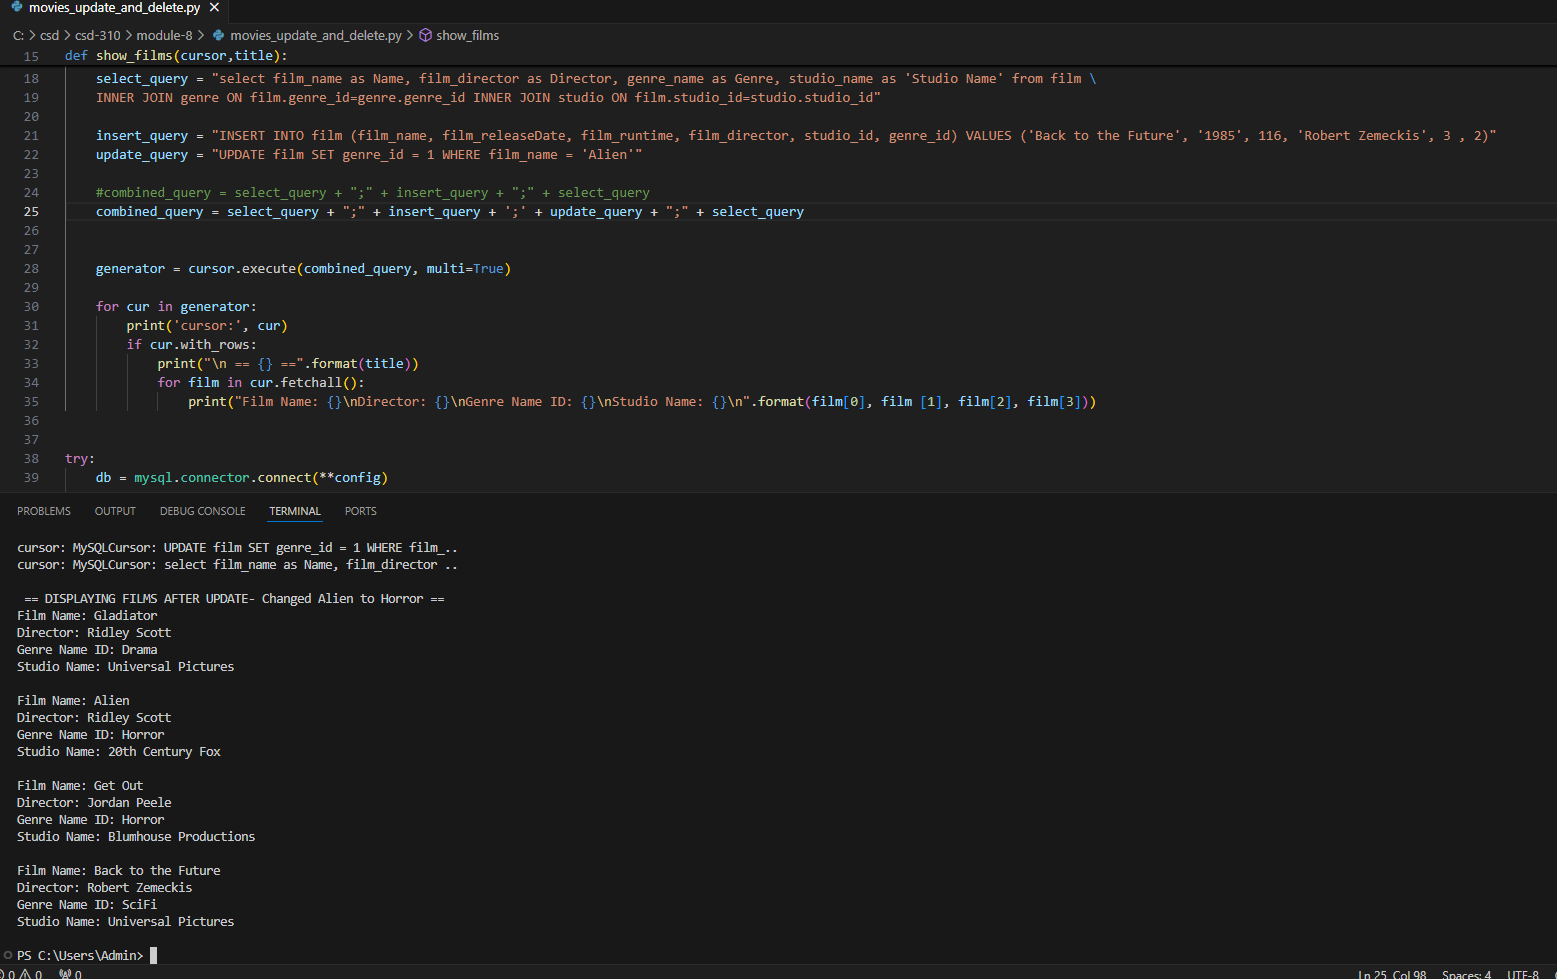 movies_update_and_delete.py ×
C: > csd > csd-310 > module-8 > movies_update_and_delete.py > show_films
15 def show_films(cursor,title):
18 select_query = "select film_name as Name, film_director as Director, genre_name as Genre, studio_name as 'Studio Name' from film \
19 INNER JOIN genre ON film.genre_id=genre.genre_id INNER JOIN studio ON film.studio_id=studio.studio_id"
20
21 insert_query = "INSERT INTO film (film_name, film_releaseDate, film_runtime, film_director, studio_id, genre_id) VALUES ('Back to the Future', '1985', 116, 'Robert Zemeckis', 3 , 2)"
22 update_query = "UPDATE film SET genre_id = 1 WHERE film_name = 'Alien'"
23
24 #combined_query = select_query + ";" + insert_query + ";" + select_query
25 combined_query = select_query + ";" + insert_query + ';' + update_query + ";" + select_query
26
27
28 generator = cursor.execute(combined_query, multi=True)
29
30 for cur in generator:
31 print('cursor:', cur)
32 if cur.with_rows:
33 print("\n == {} ==".format(title))
34 for film in cur.fetchall():
35 print("Film Name: {}\nDirector: {}\nGenre Name ID: {}\nStudio Name: {}\n".format(film[0], film [1], film[2], film[3]))
36
37
38 try:
39 db = mysql.connector.connect(**config)
PROBLEMS OUTPUT DEBUG CONSOLE TERMINAL PORTS
cursor: MySQLCursor: UPDATE film SET genre_id = 1 WHERE film_..
cursor: MySQLCursor: select film_name as Name, film_director ..
== DISPLAYING FILMS AFTER UPDATE- Changed Alien to Horror ==
Film Name: Gladiator
Director: Ridley Scott
Genre Name ID: Drama
Studio Name: Universal Pictures
Film Name: Alien
Director: Ridley Scott
Genre Name ID: Horror
Studio Name: 20th Century Fox
Film Name: Get Out
Director: Jordan Peele
Genre Name ID: Horror
Studio Name: Blumhouse Productions
Film Name: Back to the Future
Director: Robert Zemeckis
Genre Name ID: SciFi
Studio Name: Universal Pictures
PS C:\Users\Admin>
0 0 0 Ln 25, Col 98 Spaces: 4 UTF-8